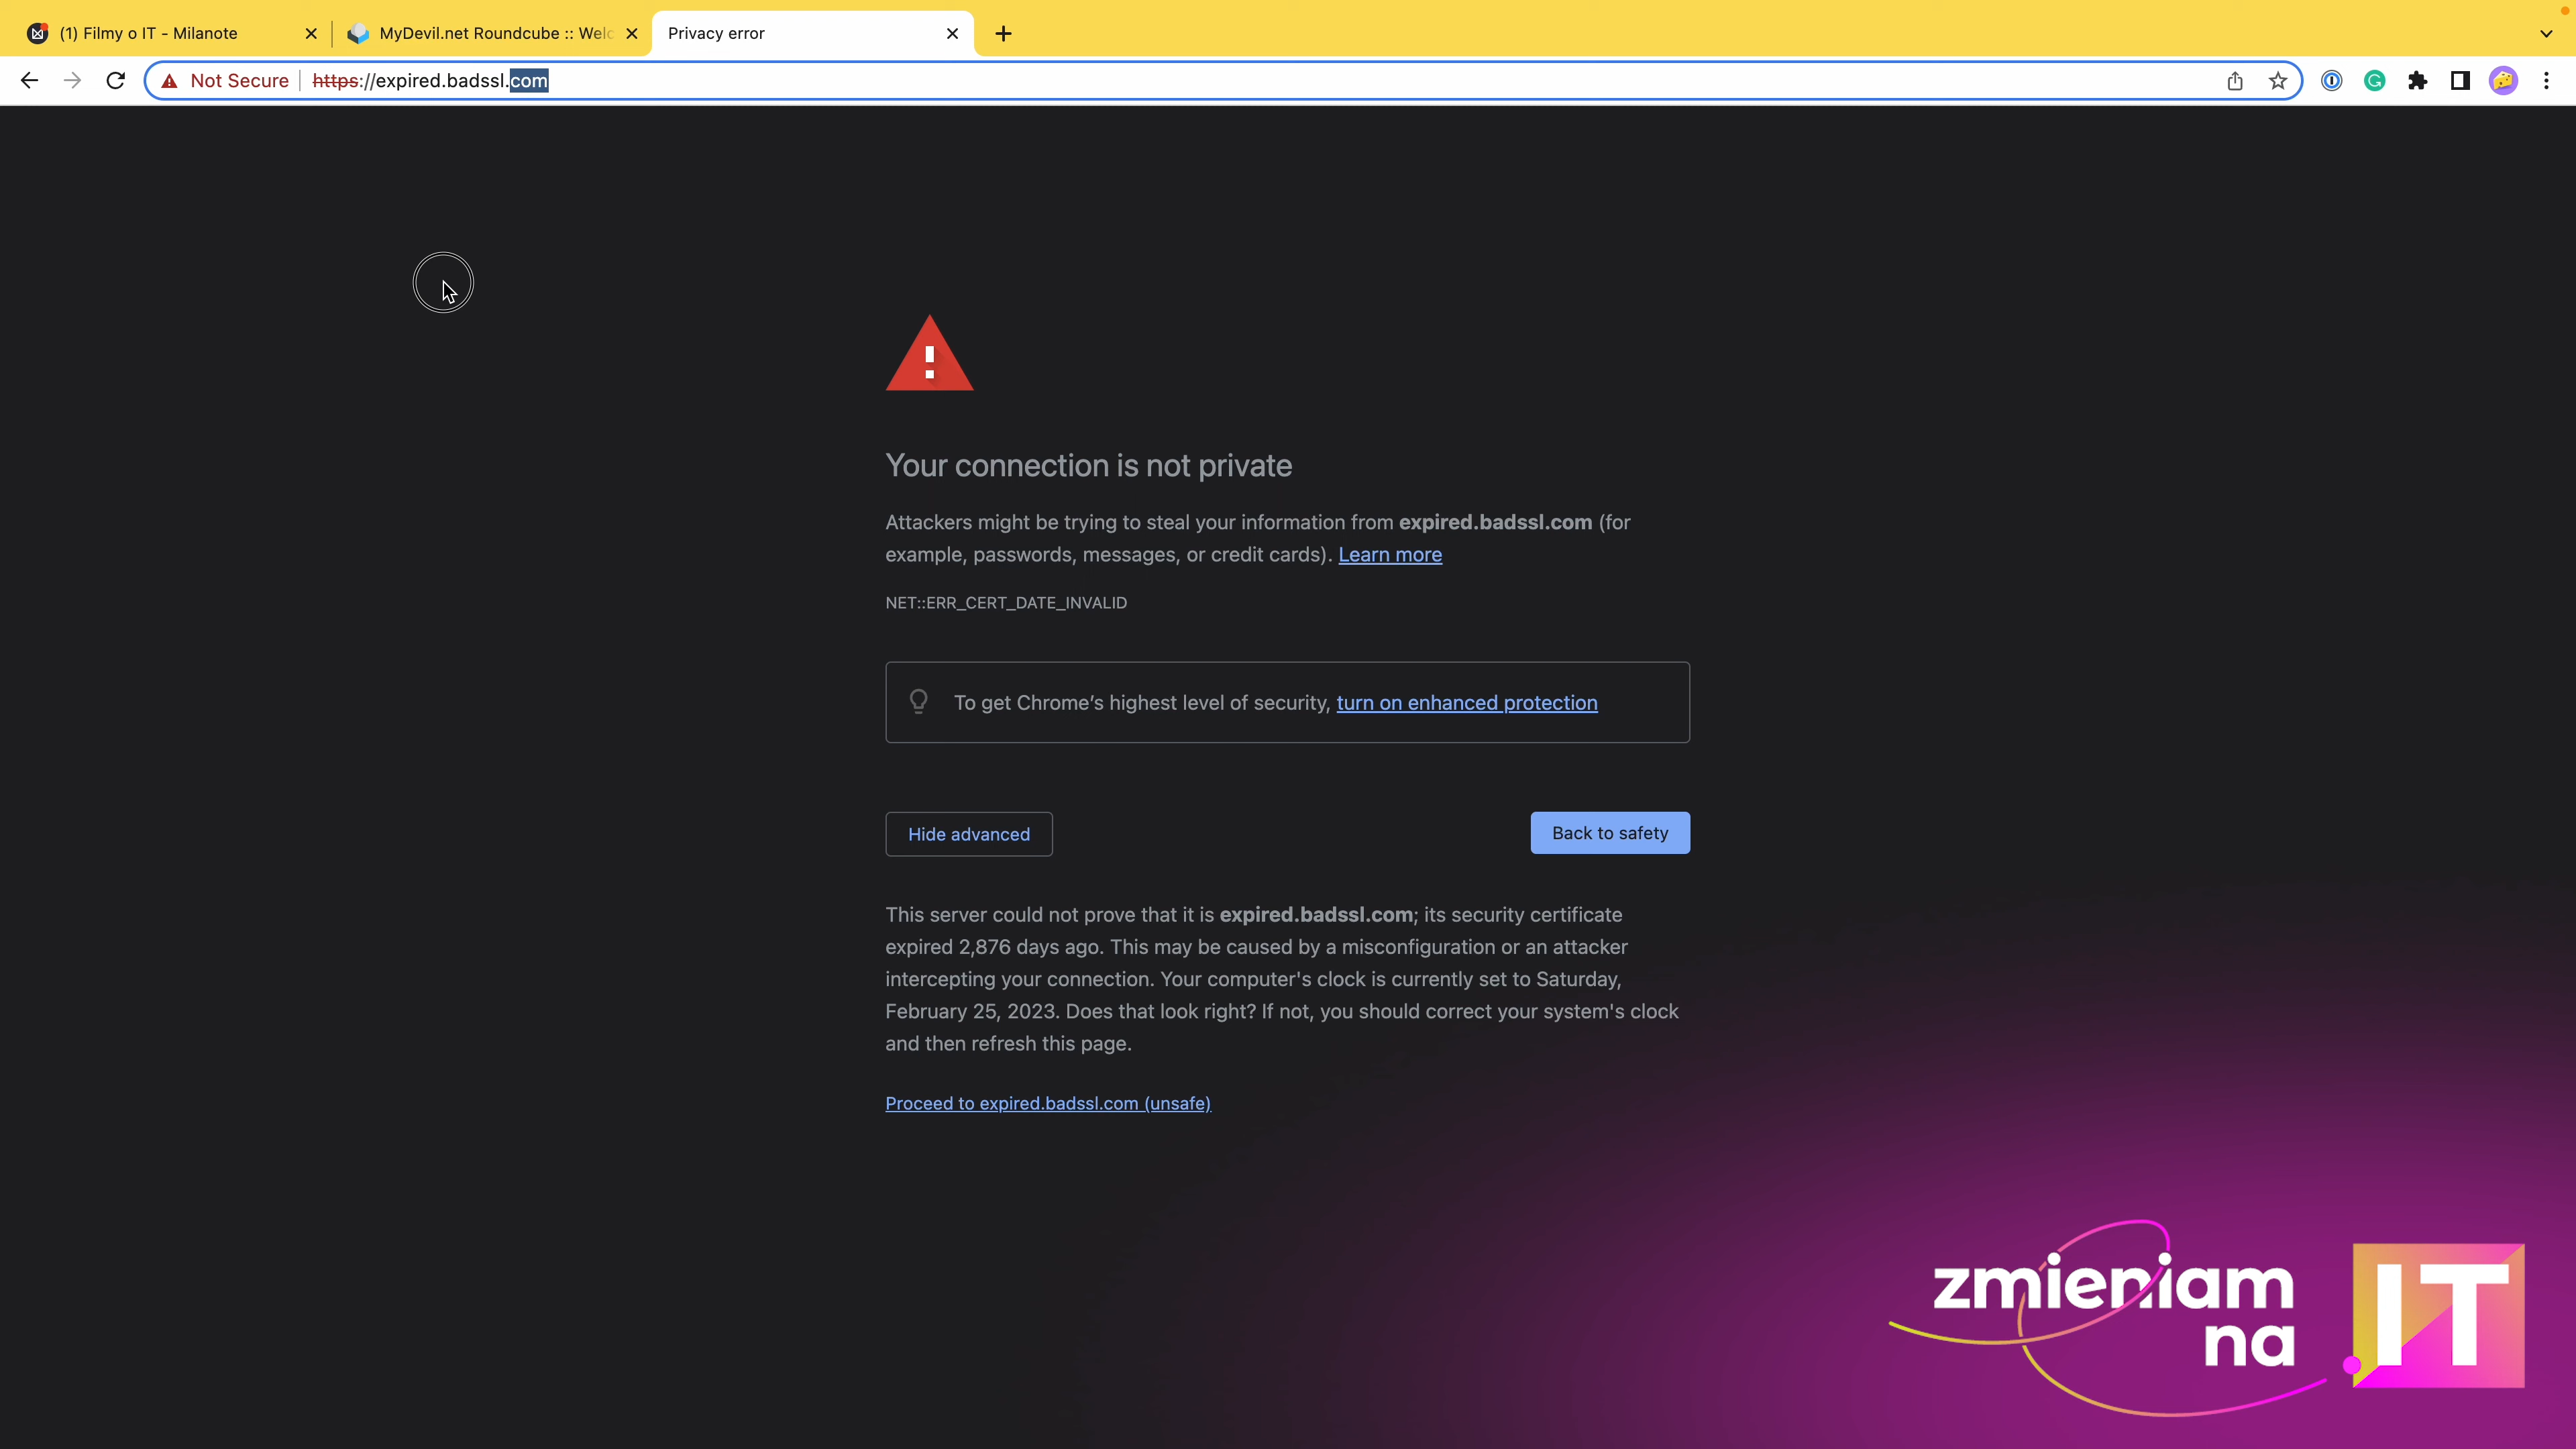 (1) Filmy o IT - Milanote
MyDevil.net Roundcube :: Welc
Privacy error
Not Secure
https://expired.badssl.com
Your connection is not private
Attackers might be trying to steal your information from expired.badssl.com (for
example, passwords, messages, or credit cards). Learn more
NET::ERR_CERT_DATE_INVALID
To get Chrome's highest level of security, turn on enhanced protection
Hide advanced
Back to safety
This server could not prove that it is expired.badssl.com; its security certificate
expired 2,876 days ago. This may be caused by a misconfiguration or an attacker
intercepting your connection. Your computer's clock is currently set to Saturday,
February 25, 2023. Does that look right? If not, you should correct your system's clock
and then refresh this page.
Proceed to expired.badssl.com (unsafe)
zmieniam
na
IT